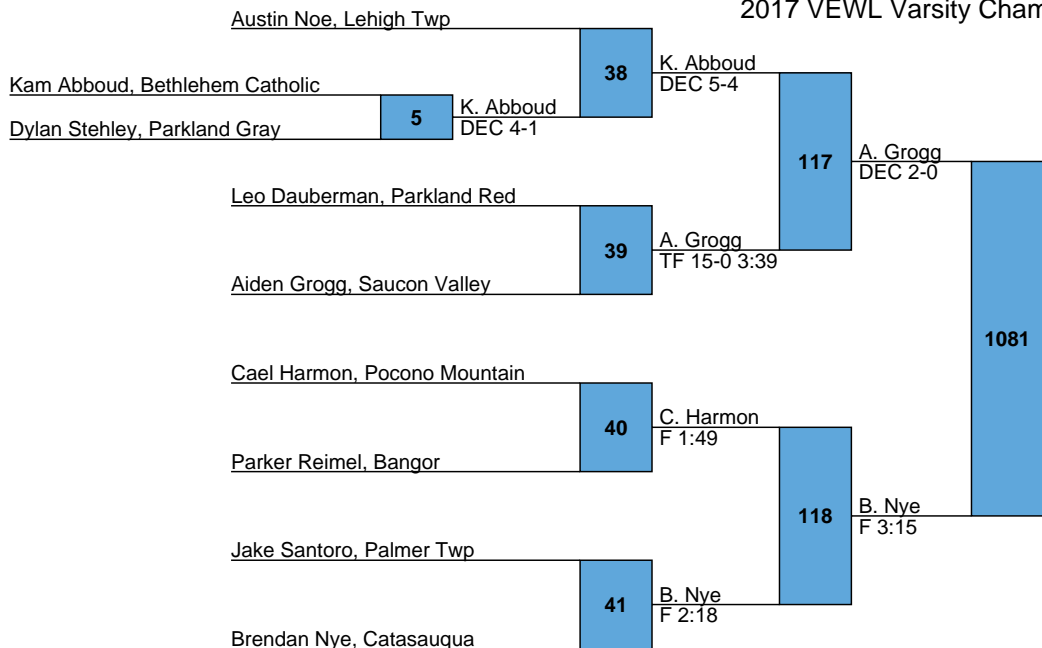 2017 VEWL Varsity Cham
Austin Noe, Lehigh Twp
38
K. Abboud
DEC 5-4
Kam Abboud, Bethlehem Catholic
5
K. Abboud
DEC 4-1
Dylan Stehley, Parkland Gray
117
A. Grogg
DEC 2-0
Leo Dauberman, Parkland Red
39
A. Grogg
TF 15-0 3:39
Aiden Grogg, Saucon Valley
1081
Cael Harmon, Pocono Mountain
40
C. Harmon
F 1:49
Parker Reimel, Bangor
118
B. Nye
F 3:15
Jake Santoro, Palmer Twp
41
B. Nye
F 2:18
Brendan Nye, Catasauqua